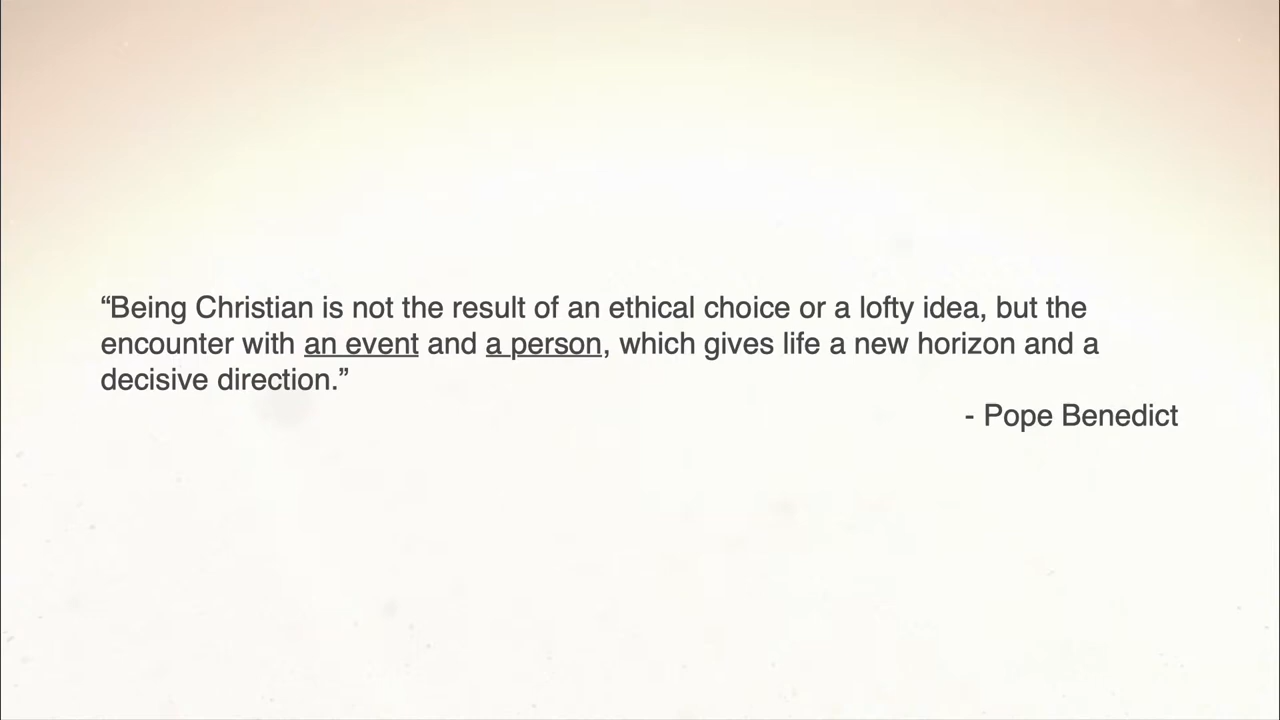 “Being Christian is not the result of an ethical choice or a lofty idea, but the
encounter with an event and a person, which gives life a new horizon and a
decisive direction.”
- Pope Benedict